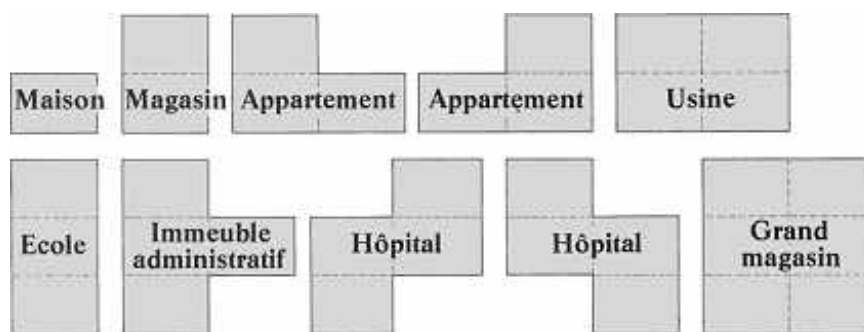 Maison
Magasin
Appartement
Appartement
Usine
Ecole
Immeuble
administratif
Hôpital
Hôpital
Grand
magasin